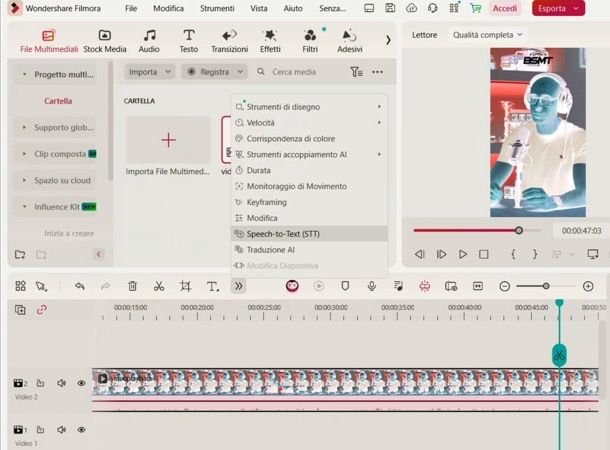 Wondershare Filmora File Modifica Strumenti Vista Aiuto Senza... Accedi Esporta
File Multimediali Stock Media Audio Testo Transizioni Effetti Filtri Adesivi
Lettore Qualità completa
Progetto multi...
Cartella
Supporto glob...
Clip composta NEW
Spazio su cloud
Influence Kit NEW
Inizia a creare
Importa Registra Cerca media
CARTELLA
Importa File Multimed...
Strumenti di disegno
Velocità
Corrispondenza di colore
Strumenti accoppiamento AI
Durata
Monitoraggio di Movimento
Keyframing
Modifica
Speech-to-Text (STT)
Traduzione AI
Modifica Diapositiva
BSMT
00:00:47:03
00:00:15:00 00:00:20:00 00:00:25:00 00:00:30:00 00:00:35:00 00:00:40:00 00:00:45:00 00:00:50
2
Video 2
1
Video 1